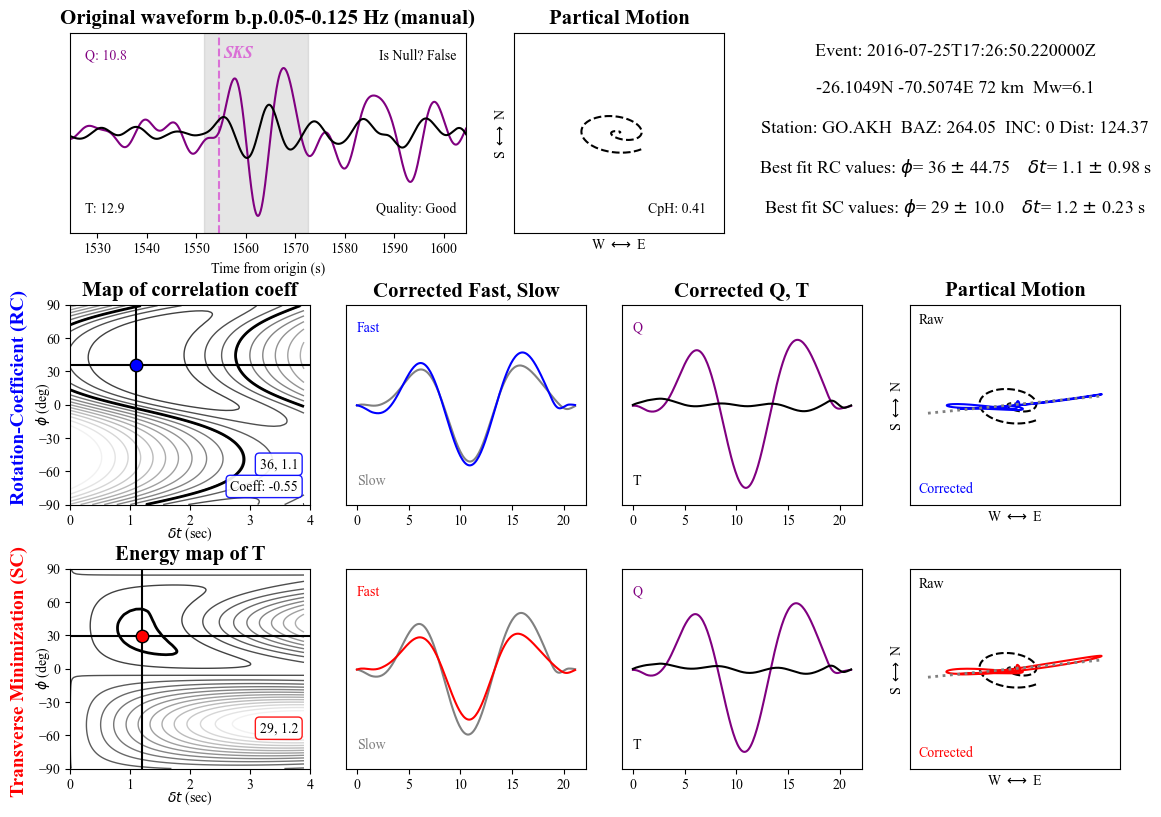 Original waveform b.p.0.05-0.125 Hz (manual)
Q: 10.8
SKS
Is Null? False
T: 12.9
Quality: Good
1530 1540 1550 1560 1570 1580 1590 1600
Time from origin (s)
Partical Motion
S ⟷ N
CpH: 0.41
W ⟷ E
Event: 2016-07-25T17:26:50.220000Z
-26.1049N -70.5074E 72 km Mw=6.1
Station: GO.AKH BAZ: 264.05 INC: 0 Dist: 124.37
Best fit RC values: ϕ= 36 ± 44.75 δt= 1.1 ± 0.98 s
Best fit SC values: ϕ= 29 ± 10.0 δt= 1.2 ± 0.23 s
Rotation-Coefficient (RC)
Map of correlation coeff
90
60
30
0
−30
−60
−90
ϕ (deg)
36, 1.1
Coeff: -0.55
0 1 2 3 4
δt (sec)
Corrected Fast, Slow
Fast
Slow
0 5 10 15 20
Corrected Q, T
Q
T
0 5 10 15 20
Partical Motion
Raw
S ⟷ N
Corrected
W ⟷ E
Transverse Minimization (SC)
Energy map of T
90
60
30
0
−30
−60
−90
ϕ (deg)
29, 1.2
0 1 2 3 4
δt (sec)
Fast
Slow
0 5 10 15 20
Q
T
0 5 10 15 20
Raw
S ⟷ N
Corrected
W ⟷ E